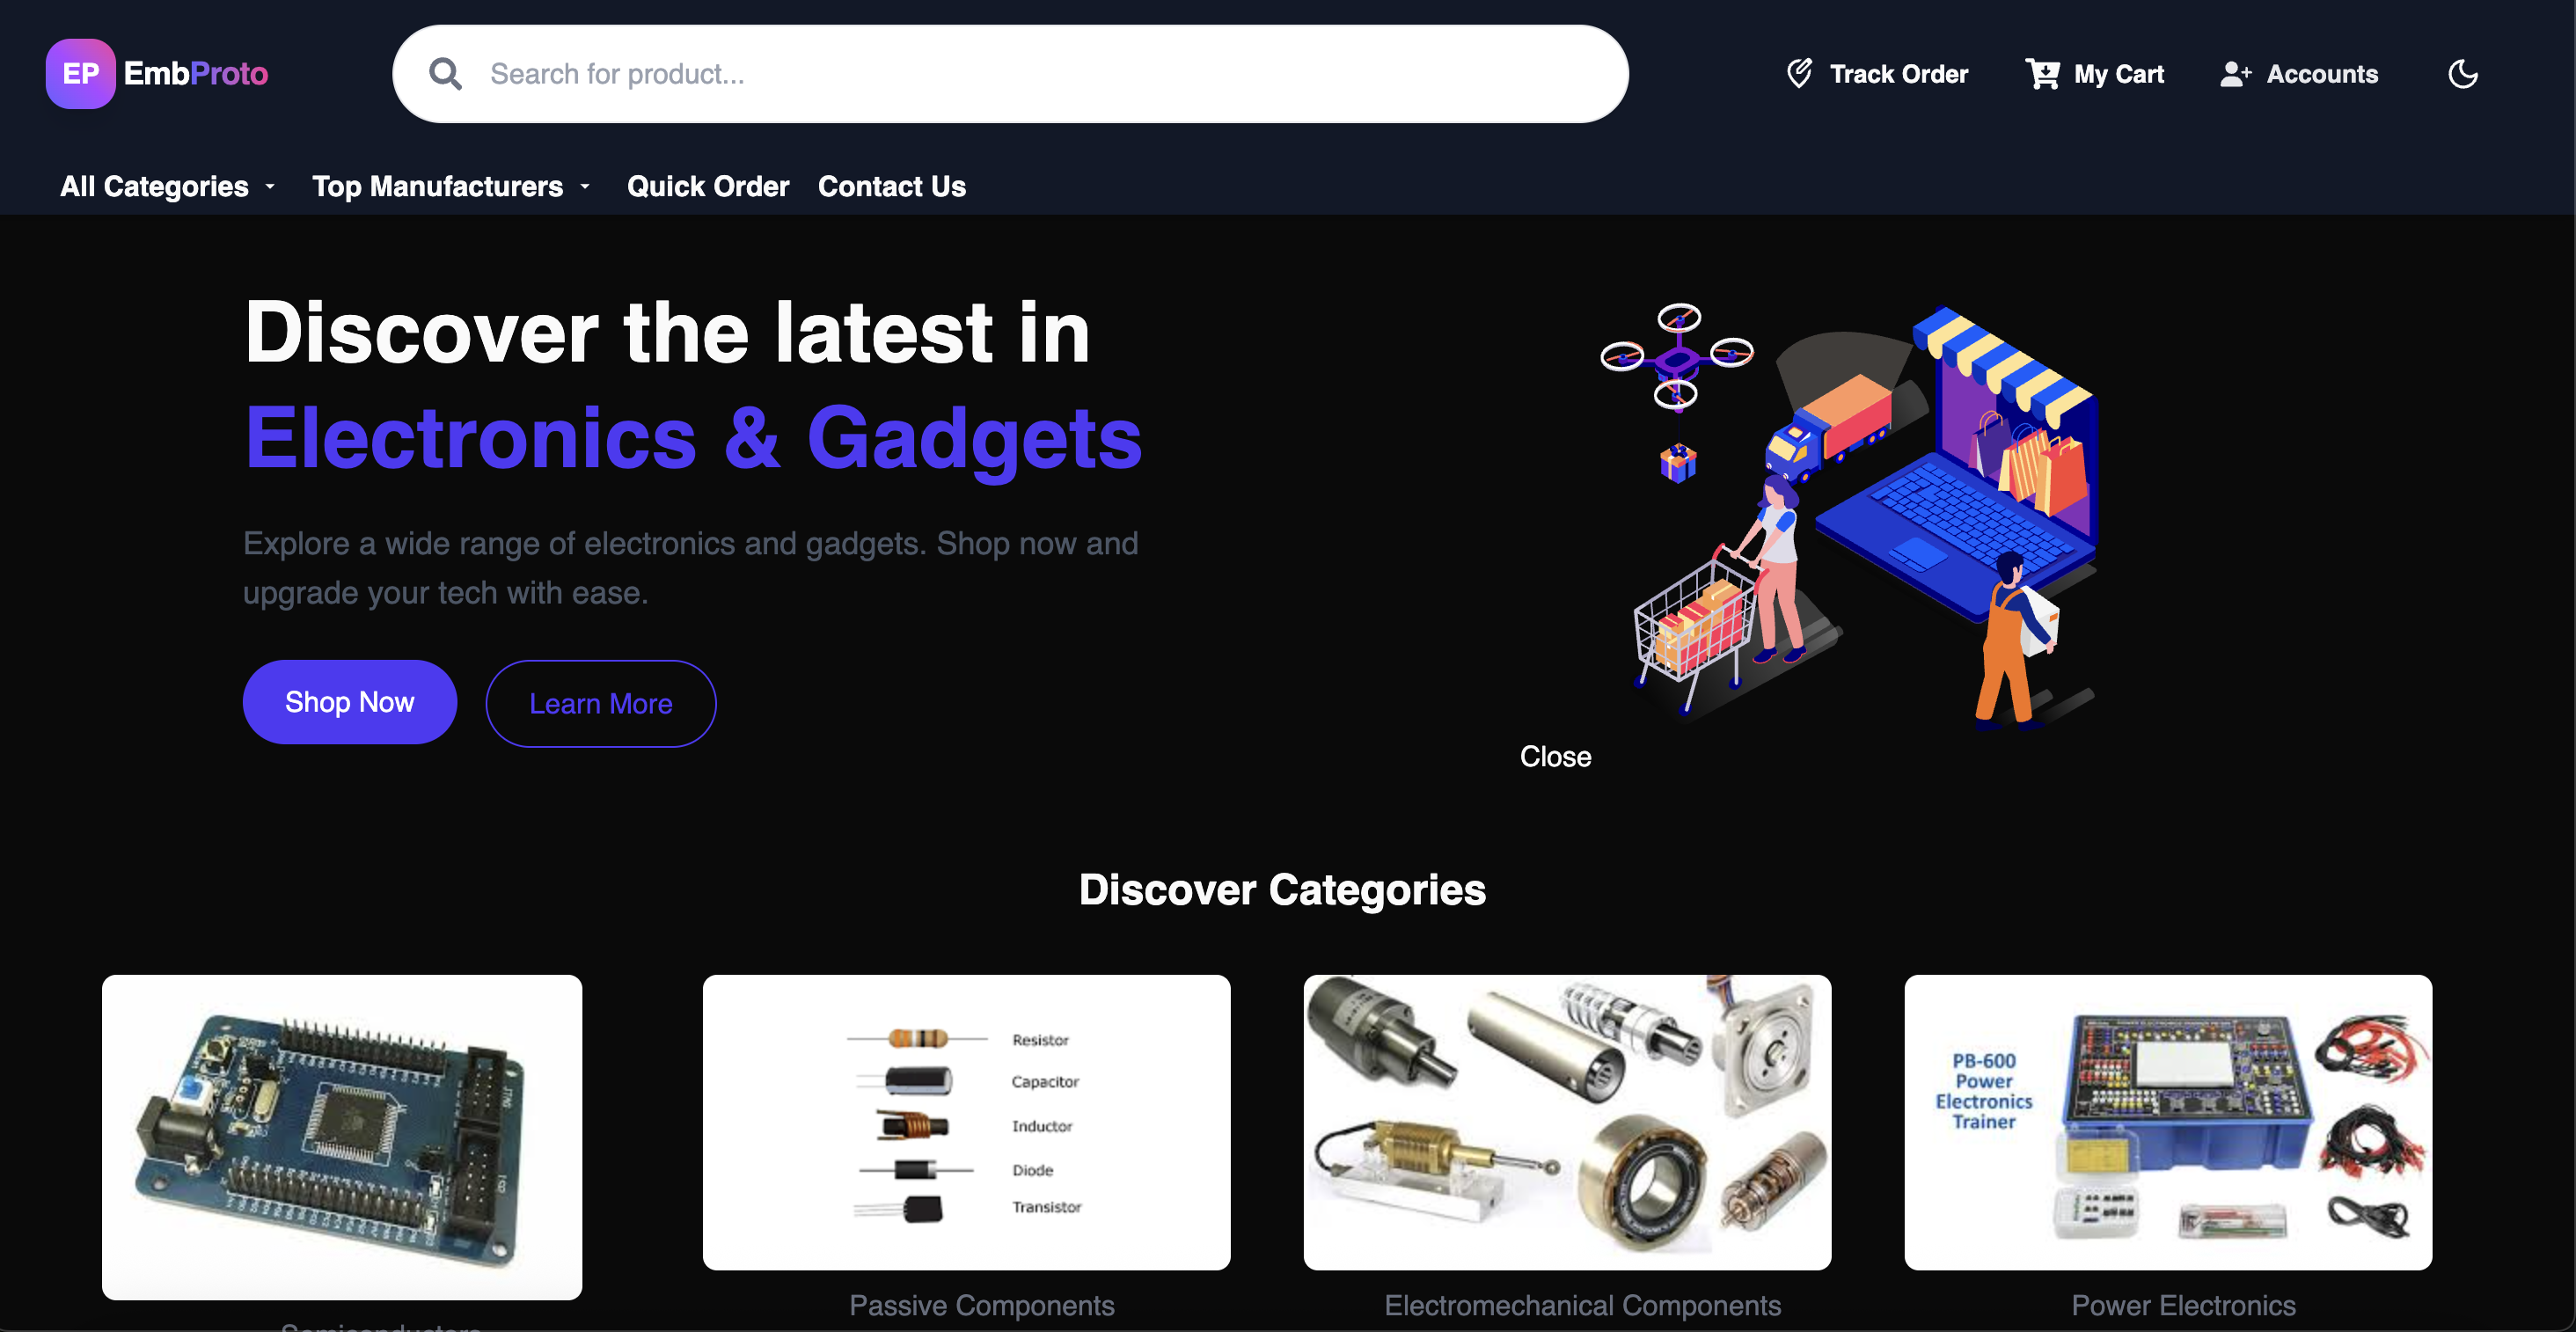 EP EmbProto
Search for product...
Track Order
My Cart
Accounts
All Categories
Top Manufacturers
Quick Order
Contact Us
Discover the latest in
Electronics & Gadgets
Explore a wide range of electronics and gadgets. Shop now and
upgrade your tech with ease.
Shop Now
Learn More
Close
Discover Categories
Resistor
Capacitor
Inductor
Diode
Transistor
PB-600
Power
Electronics
Trainer
Passive Components
Electromechanical Components
Power Electronics
Semiconductors